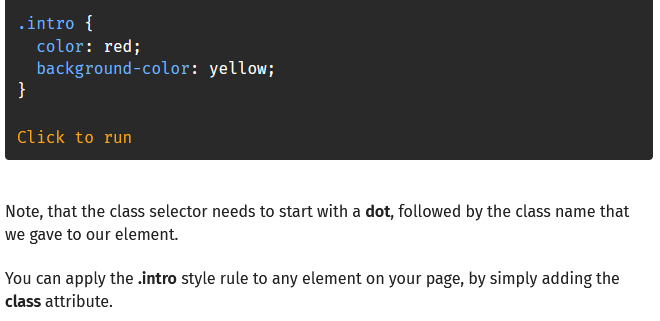 .intro {
  color: red;
  background-color: yellow;
}
Click to run
Note, that the class selector needs to start with a dot, followed by the class name that
we gave to our element.
You can apply the .intro style rule to any element on your page, by simply adding the
class attribute.